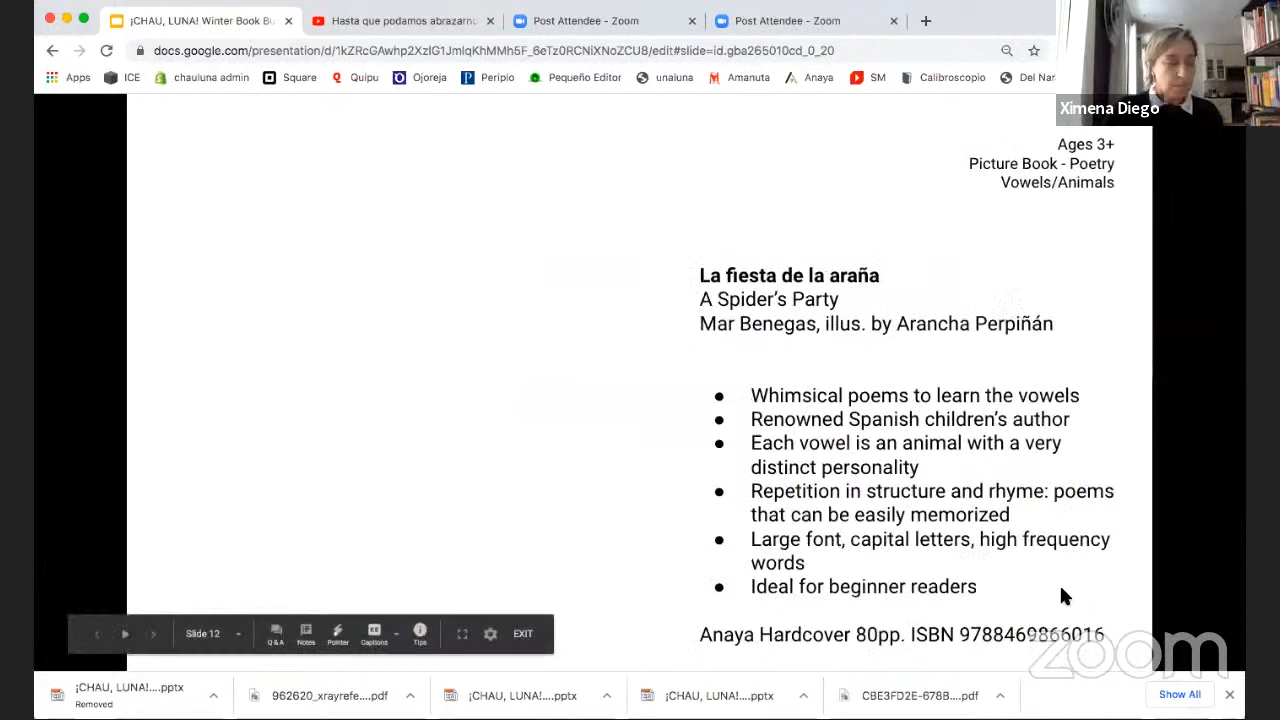 ¡CHAU, LUNA! Winter Book Bu
Hasta que podamos abrazarnu
Post Attendee - Zoom
Post Attendee - Zoom
docs.google.com/presentation/d/1kZRcGAwhp2XzIG1JmlqKhMMh5F_6eTz0RCNiXNoZCU8/edit#slide=id.gba265010cd_0_20
Apps ICE chauluna admin Square Quipu Ojoreja Periplo Pequeño Editor unaluna Amanuta Anaya SM Calibroscopio Del Nar
Ximena Diego
Ages 3+
Picture Book - Poetry
Vowels/Animals
La fiesta de la araña
A Spider's Party
Mar Benegas, illus. by Arancha Perpiñán
● Whimsical poems to learn the vowels
● Renowned Spanish children's author
● Each vowel is an animal with a very
distinct personality
● Repetition in structure and rhyme: poems
that can be easily memorized
● Large font, capital letters, high frequency
words
● Ideal for beginner readers
Anaya Hardcover 80pp. ISBN 9788469866016
Slide 12 Q&A Notes Pointer Captions Tips EXIT
zoom
¡CHAU, LUNA!....pptx
Removed
962620_xrayrefe....pdf
¡CHAU, LUNA!....pptx
¡CHAU, LUNA!....pptx
CBE3FD2E-678B....pdf
Show All